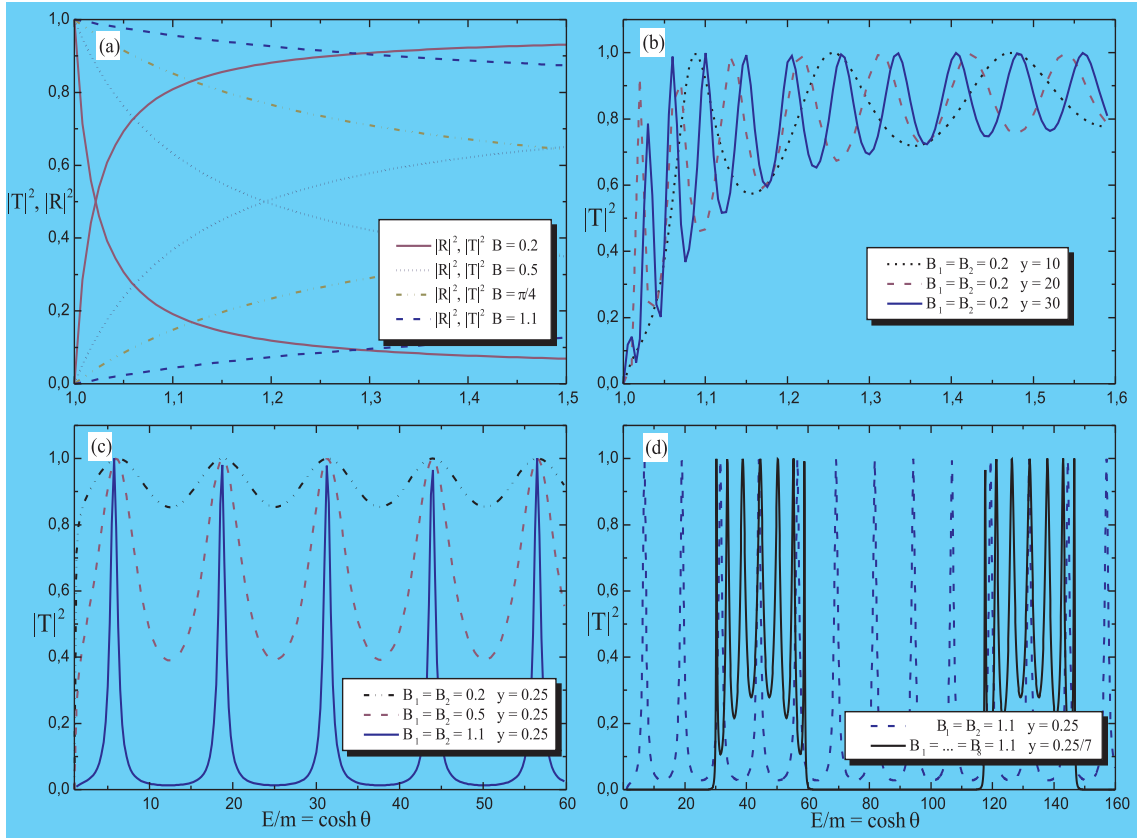 (a)
1,0
0,8
0,6
|T|², |R|²
0,4
0,2
0,0
|R|², |T|² B = 0.2
|R|², |T|² B = 0.5
|R|², |T|² B = π/4
|R|², |T|² B = 1.1
1,0 1,1 1,2 1,3 1,4 1,5
(b)
1,0
0,8
0,6
|T|²
0,4
0,2
0,0
B₁ = B₂ = 0.2 y = 10
B₁ = B₂ = 0.2 y = 20
B₁ = B₂ = 0.2 y = 30
1,0 1,1 1,2 1,3 1,4 1,5 1,6
(c)
1,0
0,8
0,6
|T|²
0,4
0,2
0,0
B₁ = B₂ = 0.2 y = 0.25
B₁ = B₂ = 0.5 y = 0.25
B₁ = B₂ = 1.1 y = 0.25
10 20 30 40 50 60
E/m = cosh θ
(d)
1,0
0,8
0,6
|T|²
0,4
0,2
0,0
B₁ = B₂ = 1.1 y = 0.25
B₁ = ... = B₈ = 1.1 y = 0.25/7
0 20 40 60 80 100 120 140 160
E/m = cosh θ